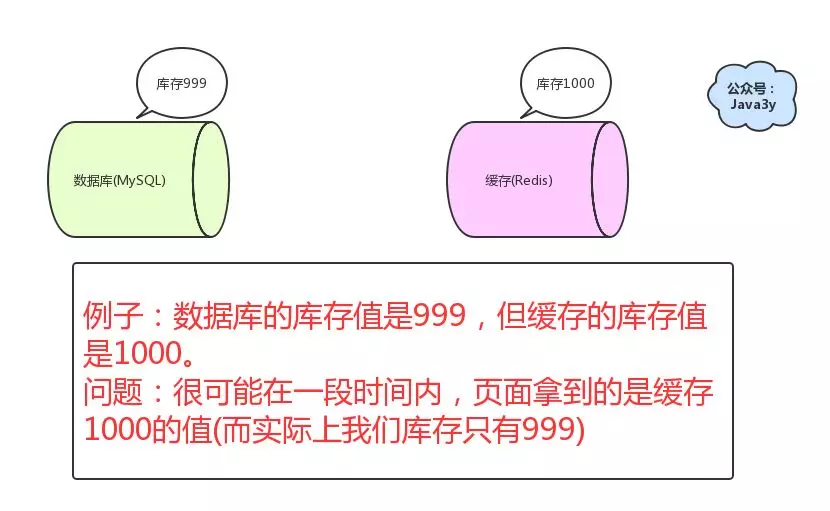 库存999
库存1000
公众号：
Java3y
数据库(MySQL)
缓存(Redis)
例子：数据库的库存值是999，但缓存的库存值
是1000。
问题：很可能在一段时间内，页面拿到的是缓存
1000的值(而实际上我们库存只有999)